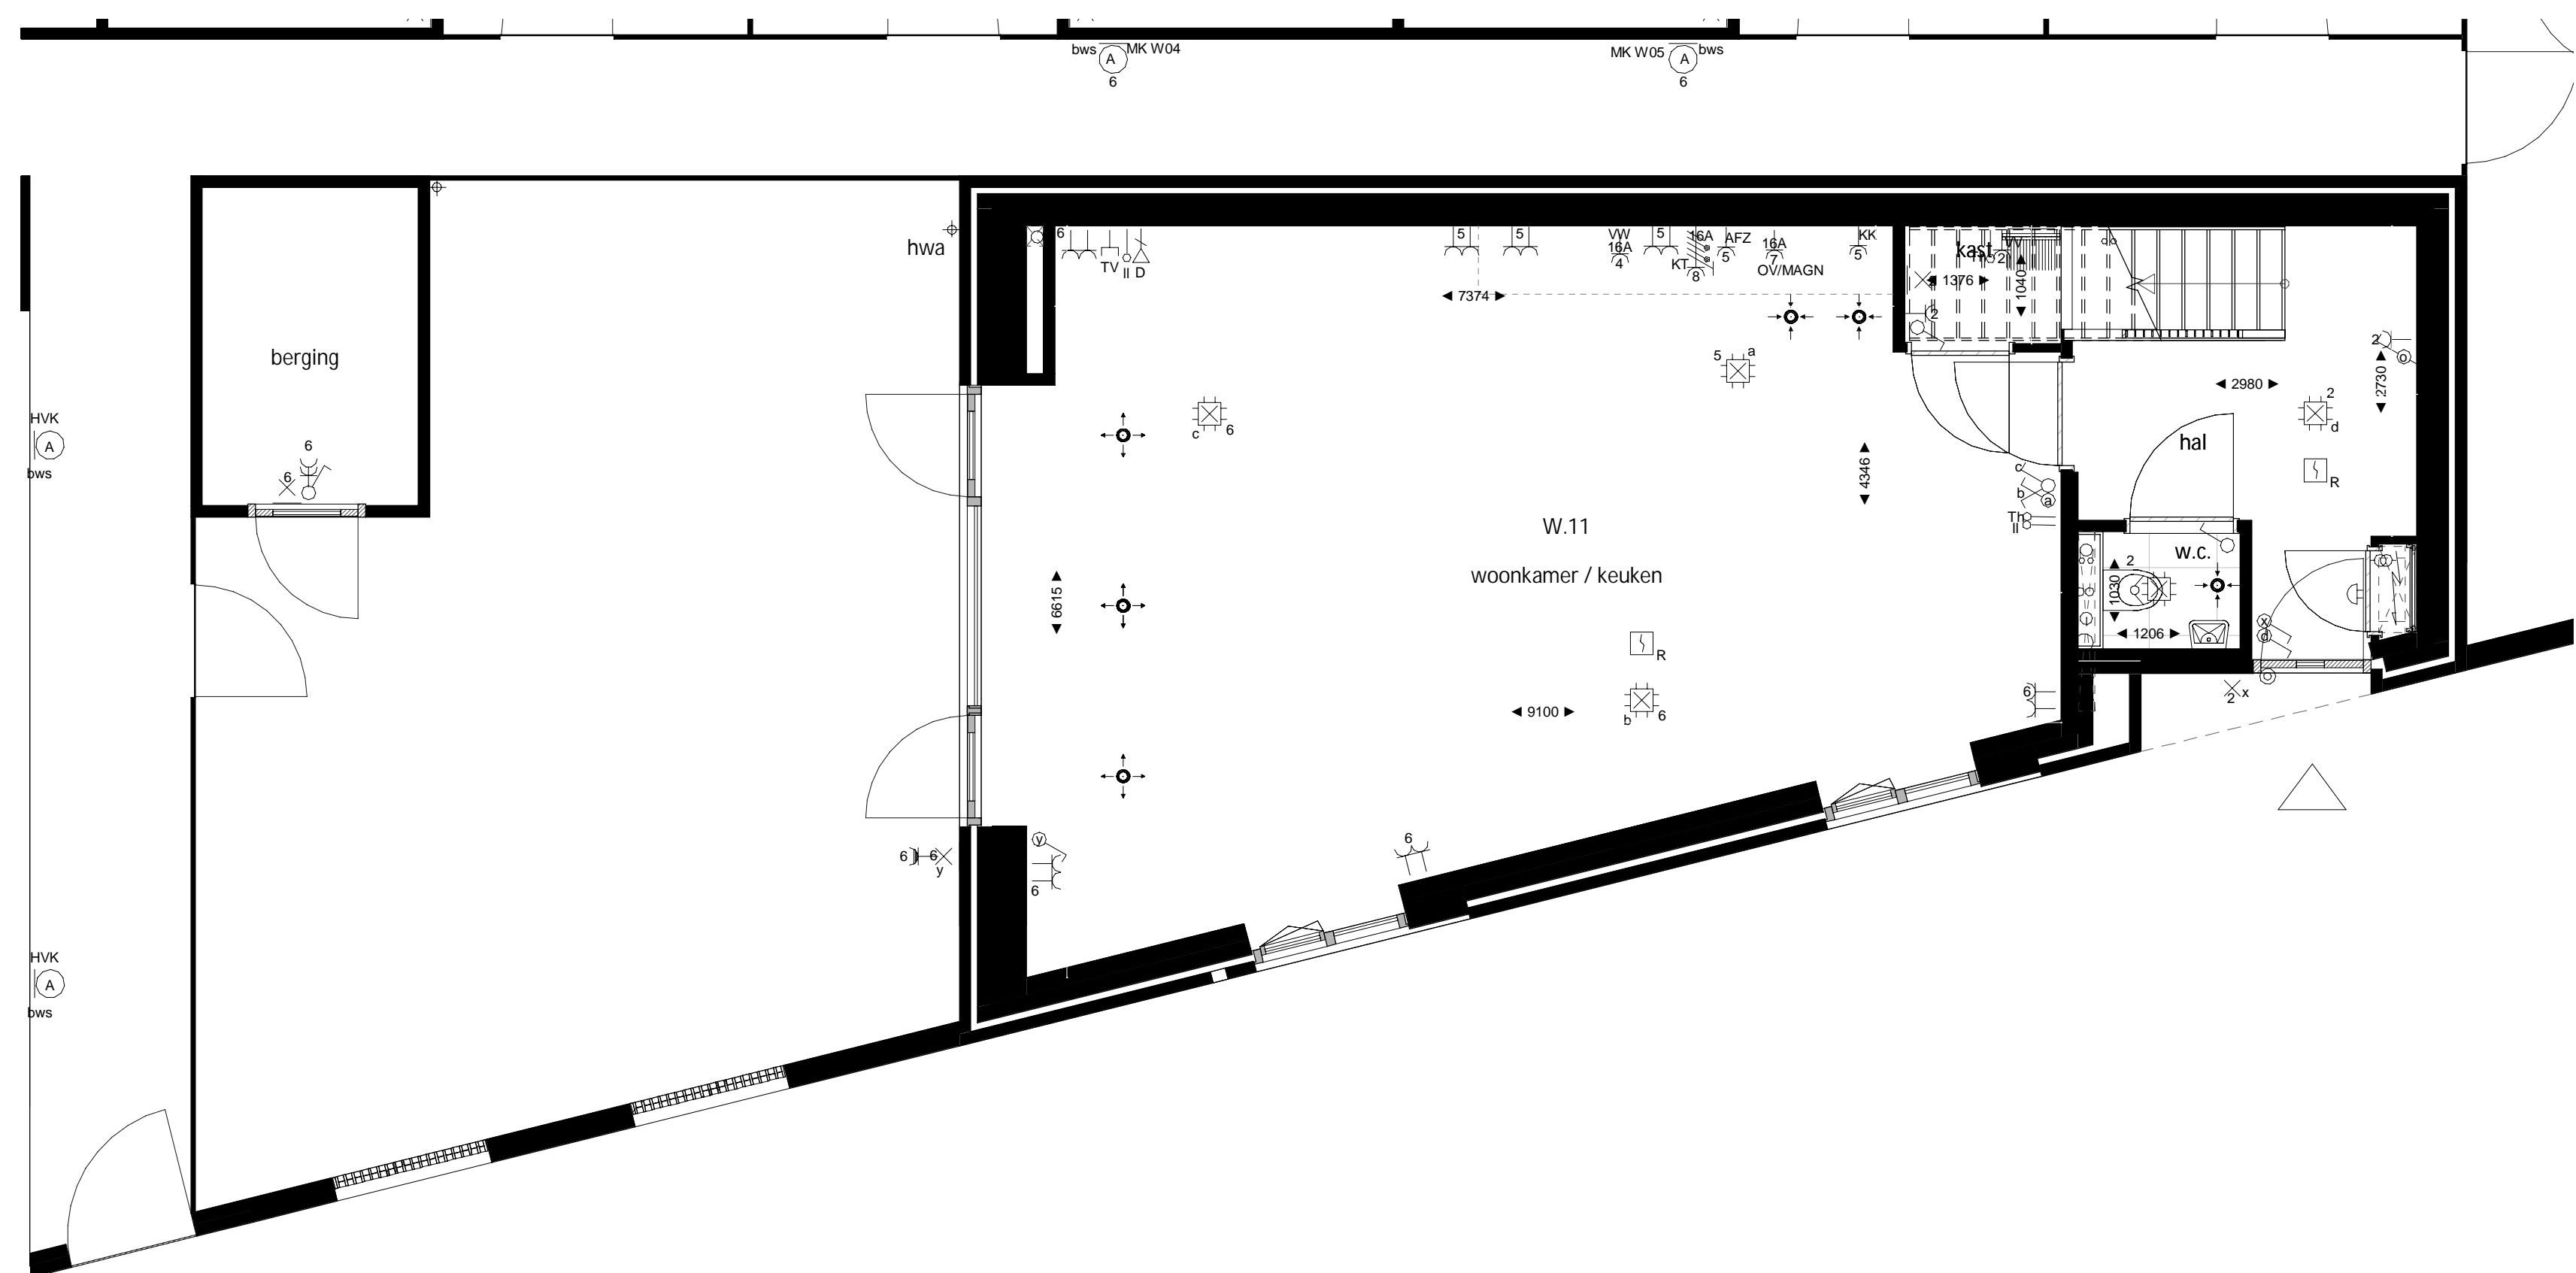 bws
MK W04
A
6
MK W05
bws
A
6
hwa
6
TV
II
D
5
5
VW
16A
4
5
16A
KT
8
AFZ
5
16A
7
OV/MAGN
KK
5
kast
2
1376
1040
2
7374
berging
HVK
A
bws
6
6
5
a
c
6
2980
2
d
2
o
2730
hal
R
4346
c
b
a
Th
II
W.11
woonkamer / keuken
w.c.
2
1030
1206
6615
R
b
6
9100
6
x
d
2
x
6
6
y
y
6
6
HVK
A
bws